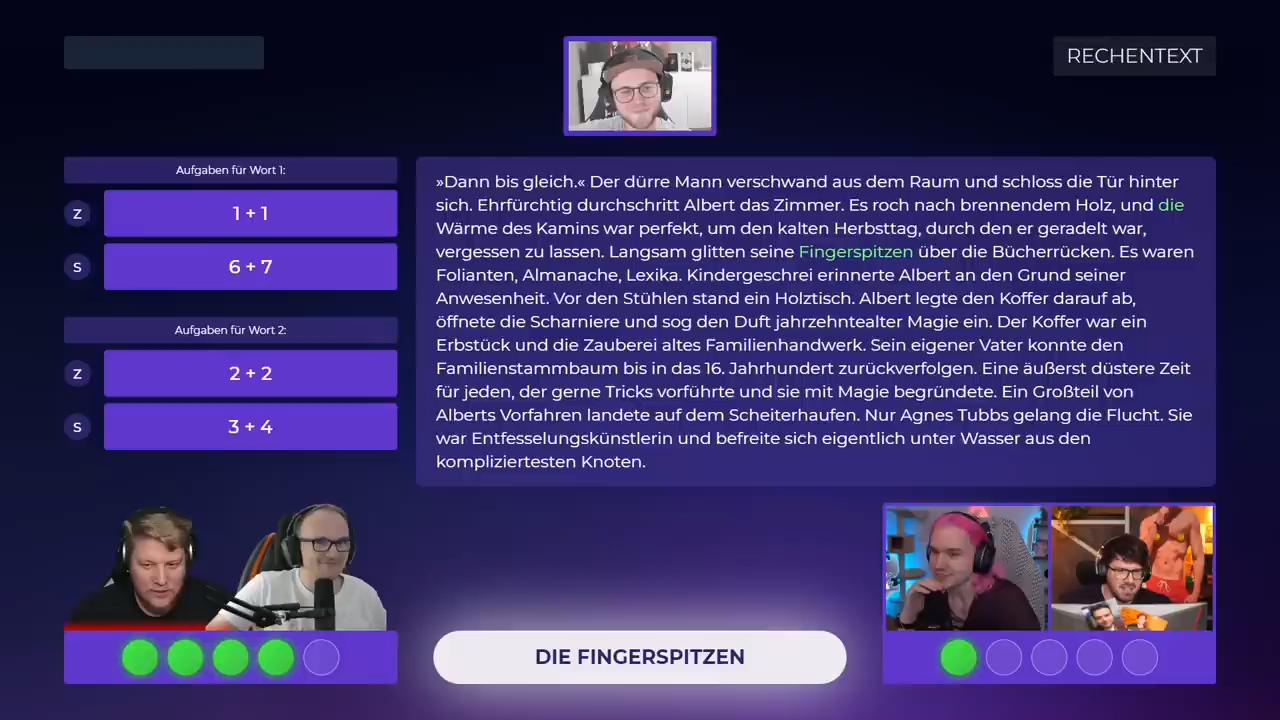 RECHENTEXT
Aufgaben für Wort 1:
Z
1 + 1
S
6 + 7
Aufgaben für Wort 2:
Z
2 + 2
S
3 + 4
»Dann bis gleich.« Der dürre Mann verschwand aus dem Raum und schloss die Tür hinter
sich. Ehrfürchtig durchschritt Albert das Zimmer. Es roch nach brennendem Holz, und die
Wärme des Kamins war perfekt, um den kalten Herbsttag, durch den er geradelt war,
vergessen zu lassen. Langsam glitten seine Fingerspitzen über die Bücherrücken. Es waren
Folianten, Almanache, Lexika. Kindergeschrei erinnerte Albert an den Grund seiner
Anwesenheit. Vor den Stühlen stand ein Holztisch. Albert legte den Koffer darauf ab,
öffnete die Scharniere und sog den Duft jahrzehntealter Magie ein. Der Koffer war ein
Erbstück und die Zauberei altes Familienhandwerk. Sein eigener Vater konnte den
Familienstammbaum bis in das 16. Jahrhundert zurückverfolgen. Eine äußerst düstere Zeit
für jeden, der gerne Tricks vorführte und sie mit Magie begründete. Ein Großteil von
Alberts Vorfahren landete auf dem Scheiterhaufen. Nur Agnes Tubbs gelang die Flucht. Sie
war Entfesselungskünstlerin und befreite sich eigentlich unter Wasser aus den
kompliziertesten Knoten.
DIE FINGERSPITZEN